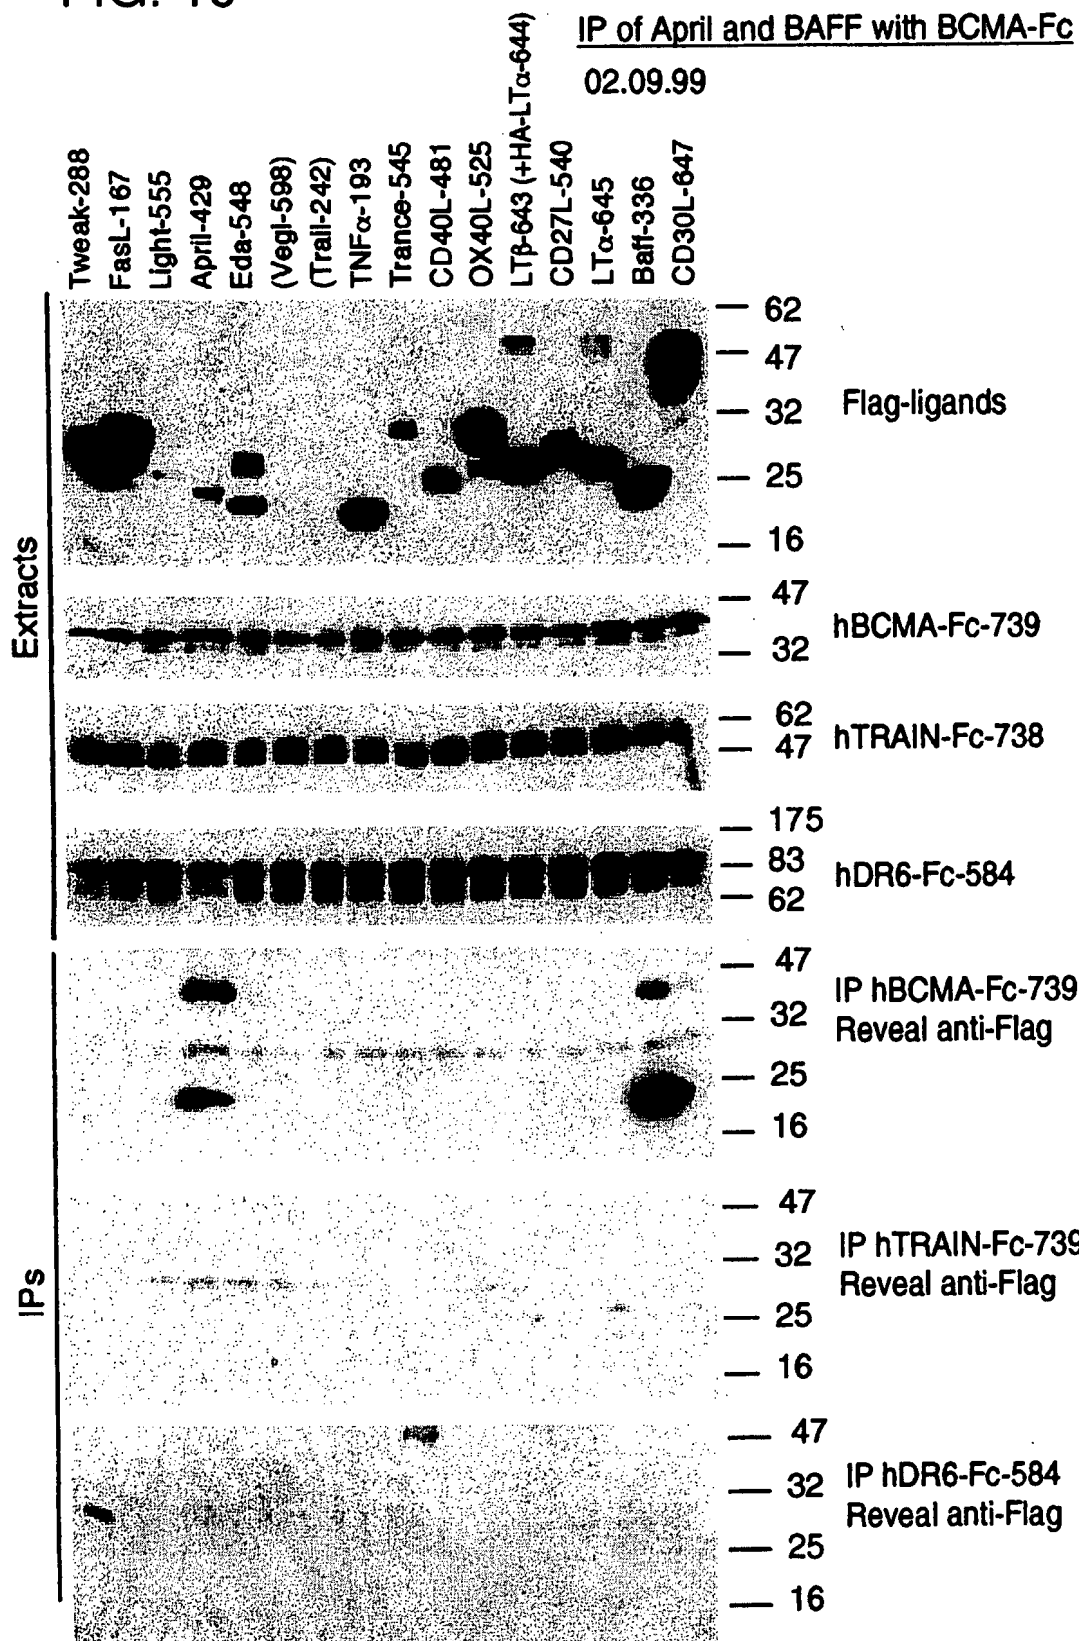 IP of April and BAFF with BCMA-Fc
02.09.99
Tweak-288
FasL-167
Light-555
April-429
Eda-548
(Vegl-598)
(Trail-242)
TNFα-193
Trance-545
CD40L-481
OX40L-525
LTβ-643 (+HA-LTα-644)
CD27L-540
LTα-645
Baff-336
CD30L-647
Extracts
62
47
32
25
16
Flag-ligands
47
32
hBCMA-Fc-739
62
47
hTRAIN-Fc-738
175
83
62
hDR6-Fc-584
IPs
47
32
25
16
IP hBCMA-Fc-739
Reveal anti-Flag
47
32
25
16
IP hTRAIN-Fc-739
Reveal anti-Flag
47
32
25
16
IP hDR6-Fc-584
Reveal anti-Flag